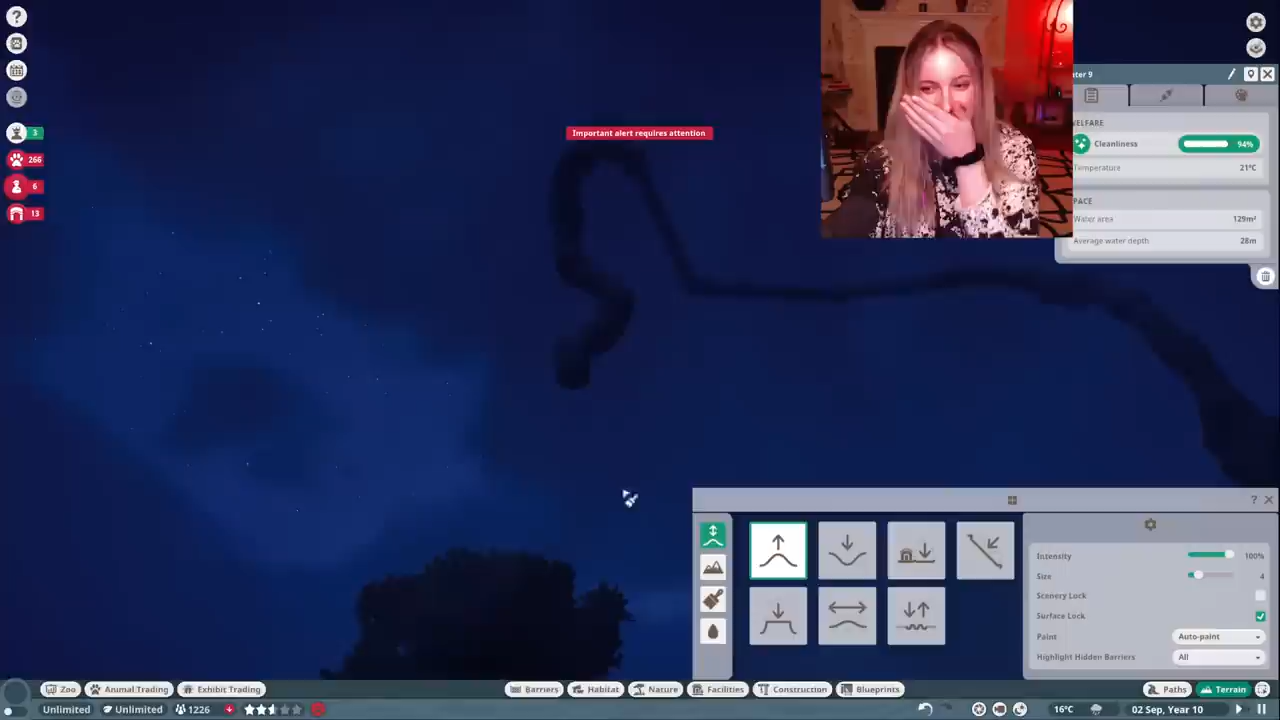 ?
3
266
6
13
Important alert requires attention
ter 9
WELFARE
Cleanliness 94%
Temperature 21°C
SPACE
Water area 129m²
Average water depth 28m
?
Intensity 100%
Size 4
Scenery Lock
Surface Lock
Paint Auto-paint
Highlight Hidden Barriers All
Zoo Animal Trading Exhibit Trading Barriers Habitat Nature Facilities Construction Blueprints Paths Terrain
Unlimited Unlimited 1226 16°C 02 Sep, Year 10